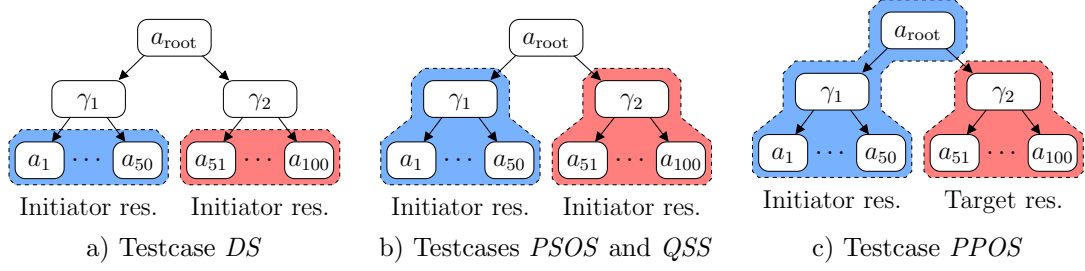 a_root a_root a_root
γ_1 γ_2 γ_1 γ_2 γ_1 γ_2
a_1 ··· a_50 a_51 ··· a_100 a_1 ··· a_50 a_51 ··· a_100 a_1 ··· a_50 a_51 ··· a_100
Initiator res. Initiator res. Initiator res. Initiator res. Initiator res. Target res.
a) Testcase DS b) Testcases PSOS and QSS c) Testcase PPOS